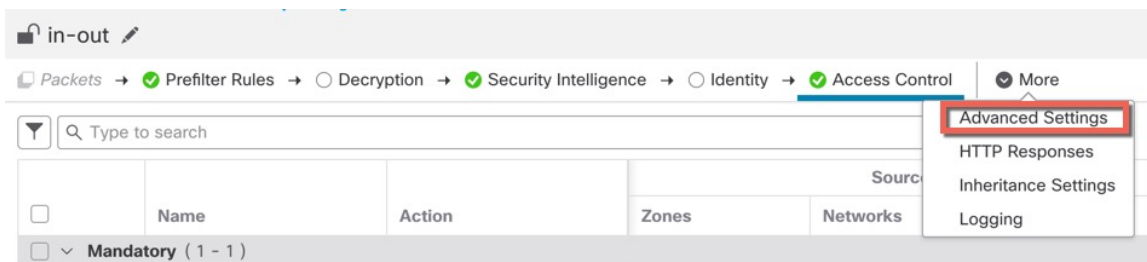 in-out
Packets → Prefilter Rules → Decryption → Security Intelligence → Identity → Access Control More
Type to search
Advanced Settings
HTTP Responses
Inheritance Settings
Logging
Name Action Zones Networks
Mandatory (1 - 1)